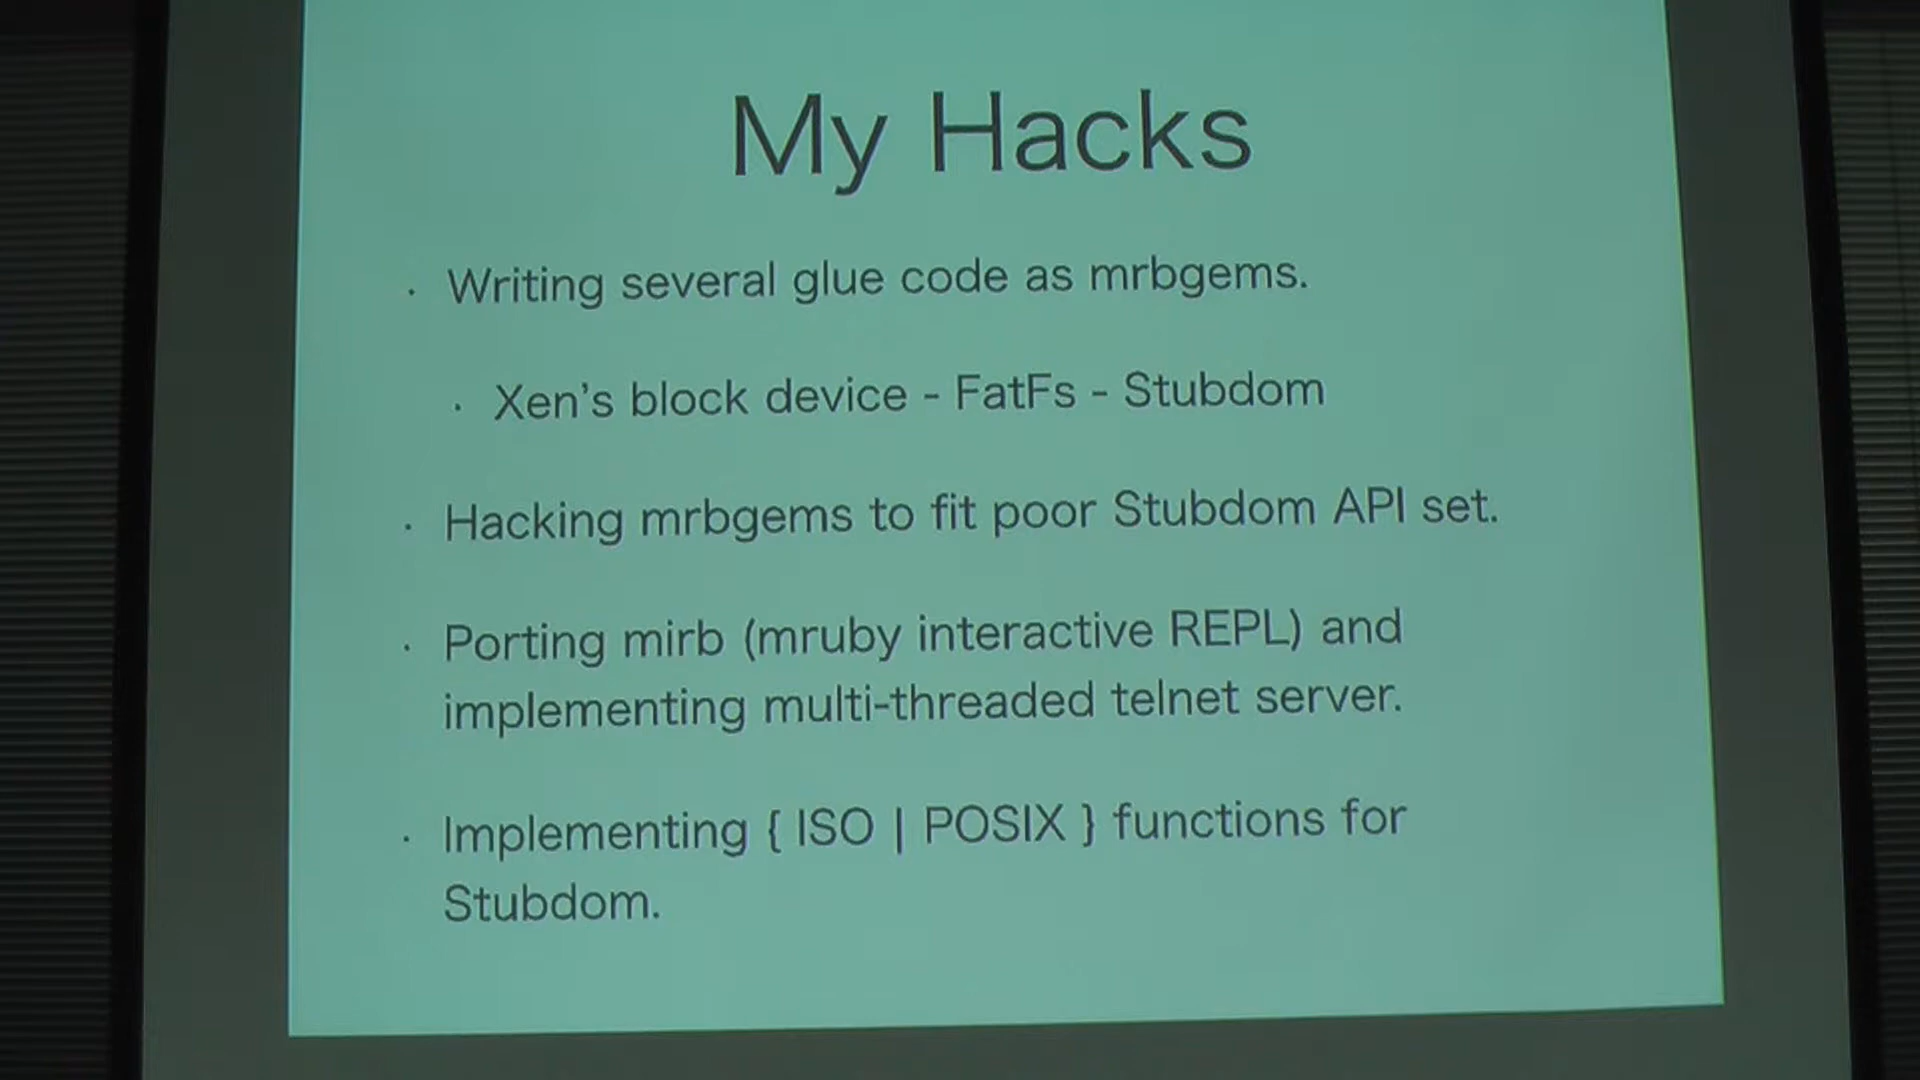 My Hacks
· Writing several glue code as mrbgems.
· Xen's block device - FatFs - Stubdom
· Hacking mrbgems to fit poor Stubdom API set.
· Porting mirb (mruby interactive REPL) and
implementing multi-threaded telnet server.
· Implementing { ISO | POSIX } functions for
Stubdom.